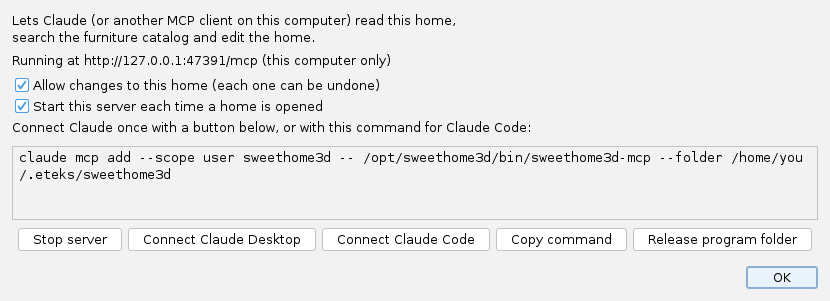 Lets Claude (or another MCP client on this computer) read this home,
search the furniture catalog and edit the home.
Running at http://127.0.0.1:47391/mcp (this computer only)
Allow changes to this home (each one can be undone)
Start this server each time a home is opened
Connect Claude once with a button below, or with this command for Claude Code:
claude mcp add --scope user sweethome3d -- /opt/sweethome3d/bin/sweethome3d-mcp --folder /home/you
/.eteks/sweethome3d
Stop server Connect Claude Desktop Connect Claude Code Copy command Release program folder
OK